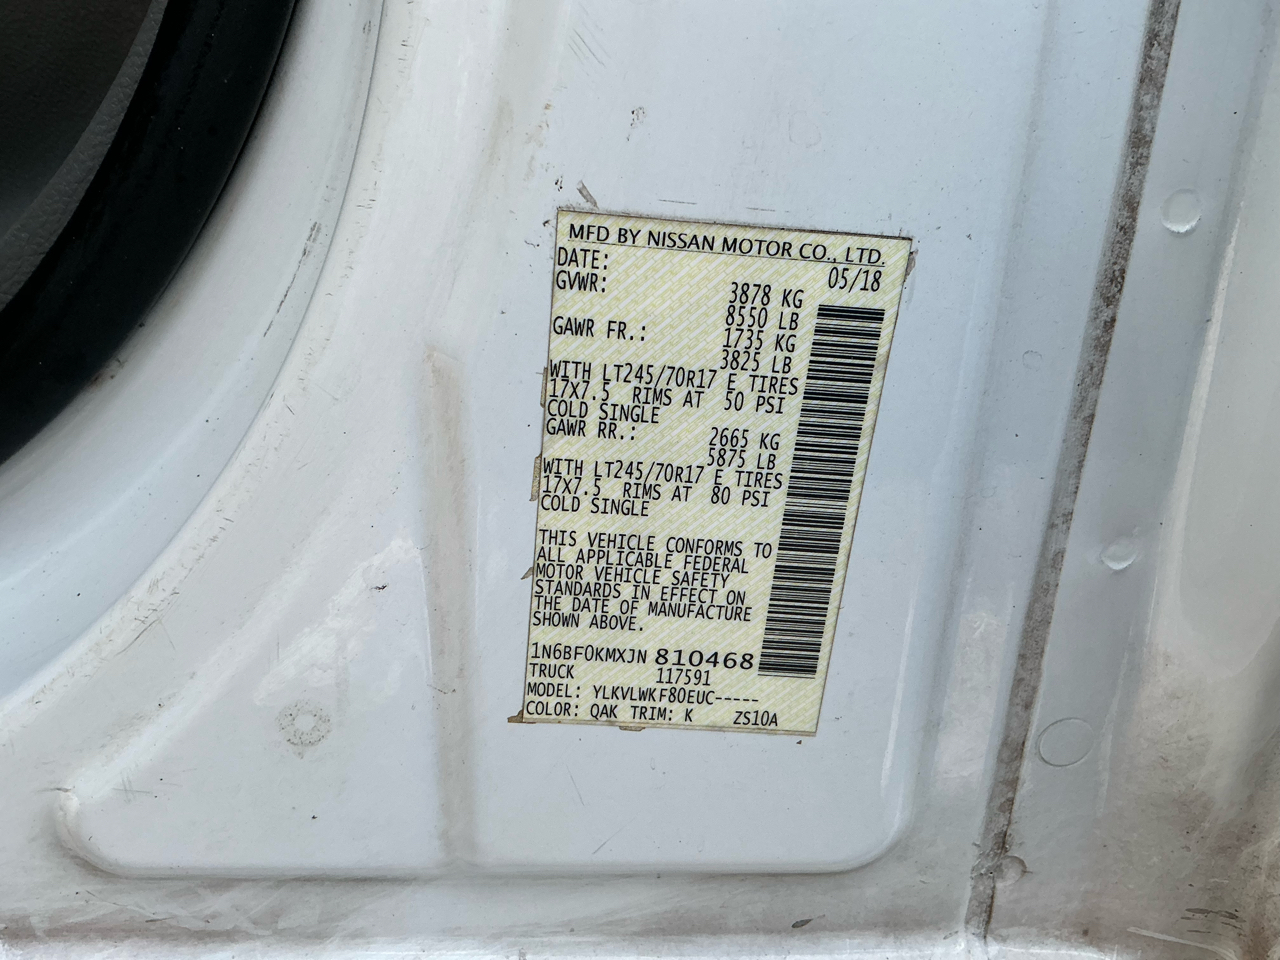 MFD BY NISSAN MOTOR CO., LTD.
DATE: 05/18
GVWR: 3878 KG
8550 LB
GAWR FR.: 1735 KG
3825 LB
WITH LT245/70R17 E TIRES
17X7.5 RIMS AT 50 PSI
COLD SINGLE
GAWR RR.: 2665 KG
5875 LB
WITH LT245/70R17 E TIRES
17X7.5 RIMS AT 80 PSI
COLD SINGLE
THIS VEHICLE CONFORMS TO
ALL APPLICABLE FEDERAL
MOTOR VEHICLE SAFETY
STANDARDS IN EFFECT ON
THE DATE OF MANUFACTURE
SHOWN ABOVE.
1N6BF0KMXJN 810468
TRUCK 117591
MODEL: YLKVLWKF80EUC-----
COLOR: QAK TRIM: K ZS10A